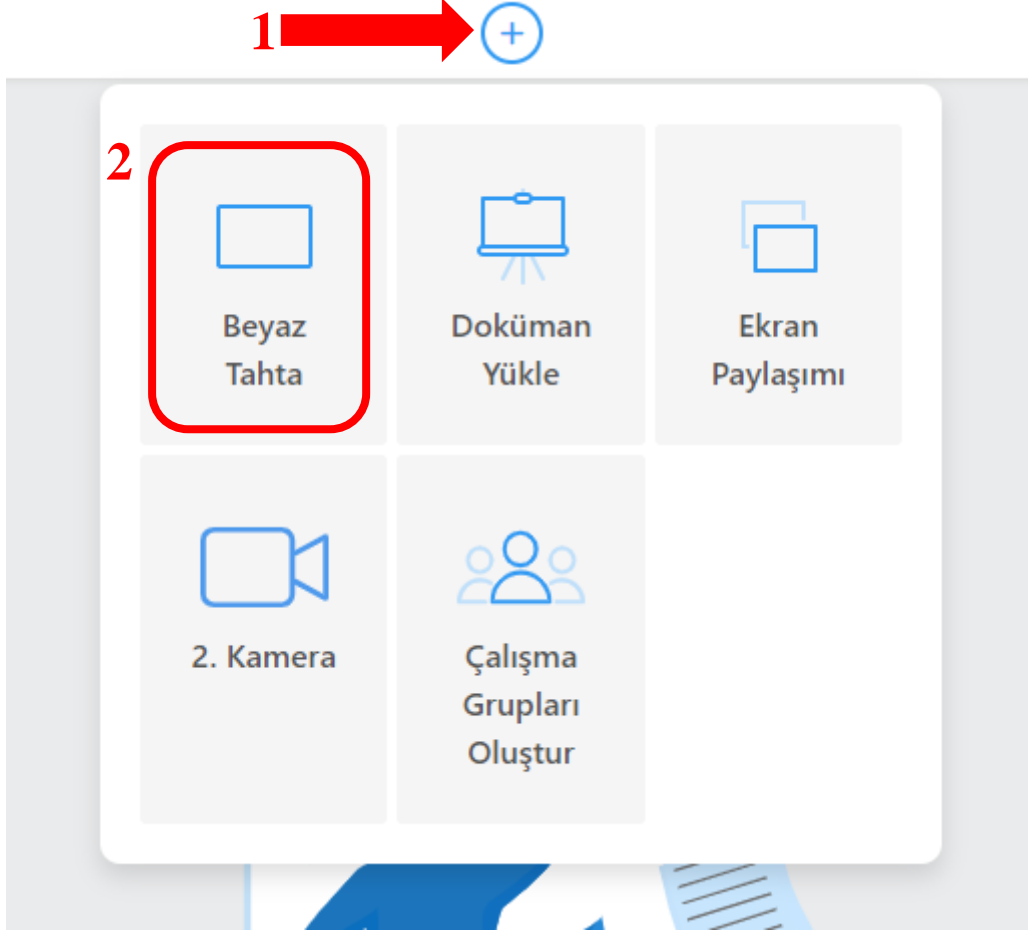 1
2
Beyaz
Tahta
Doküman
Yükle
Ekran
Paylaşımı
2. Kamera
Çalışma
Grupları
Oluştur